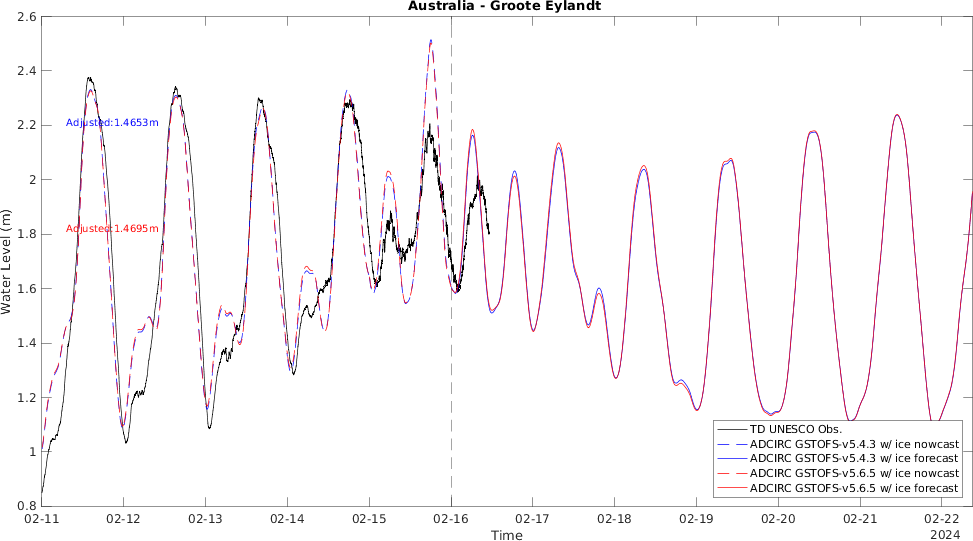 Australia - Groote Eylandt
2.6
2.4
2.2
2
1.8
1.6
1.4
1.2
1
0.8
Water Level (m)
Adjusted:1.4653m
Adjusted:1.4695m
TD UNESCO Obs.
ADCIRC GSTOFS-v5.4.3 w/ ice nowcast
ADCIRC GSTOFS-v5.4.3 w/ ice forecast
ADCIRC GSTOFS-v5.6.5 w/ ice nowcast
ADCIRC GSTOFS-v5.6.5 w/ ice forecast
02-11 02-12 02-13 02-14 02-15 02-16 02-17 02-18 02-19 02-20 02-21 02-22
2024
Time